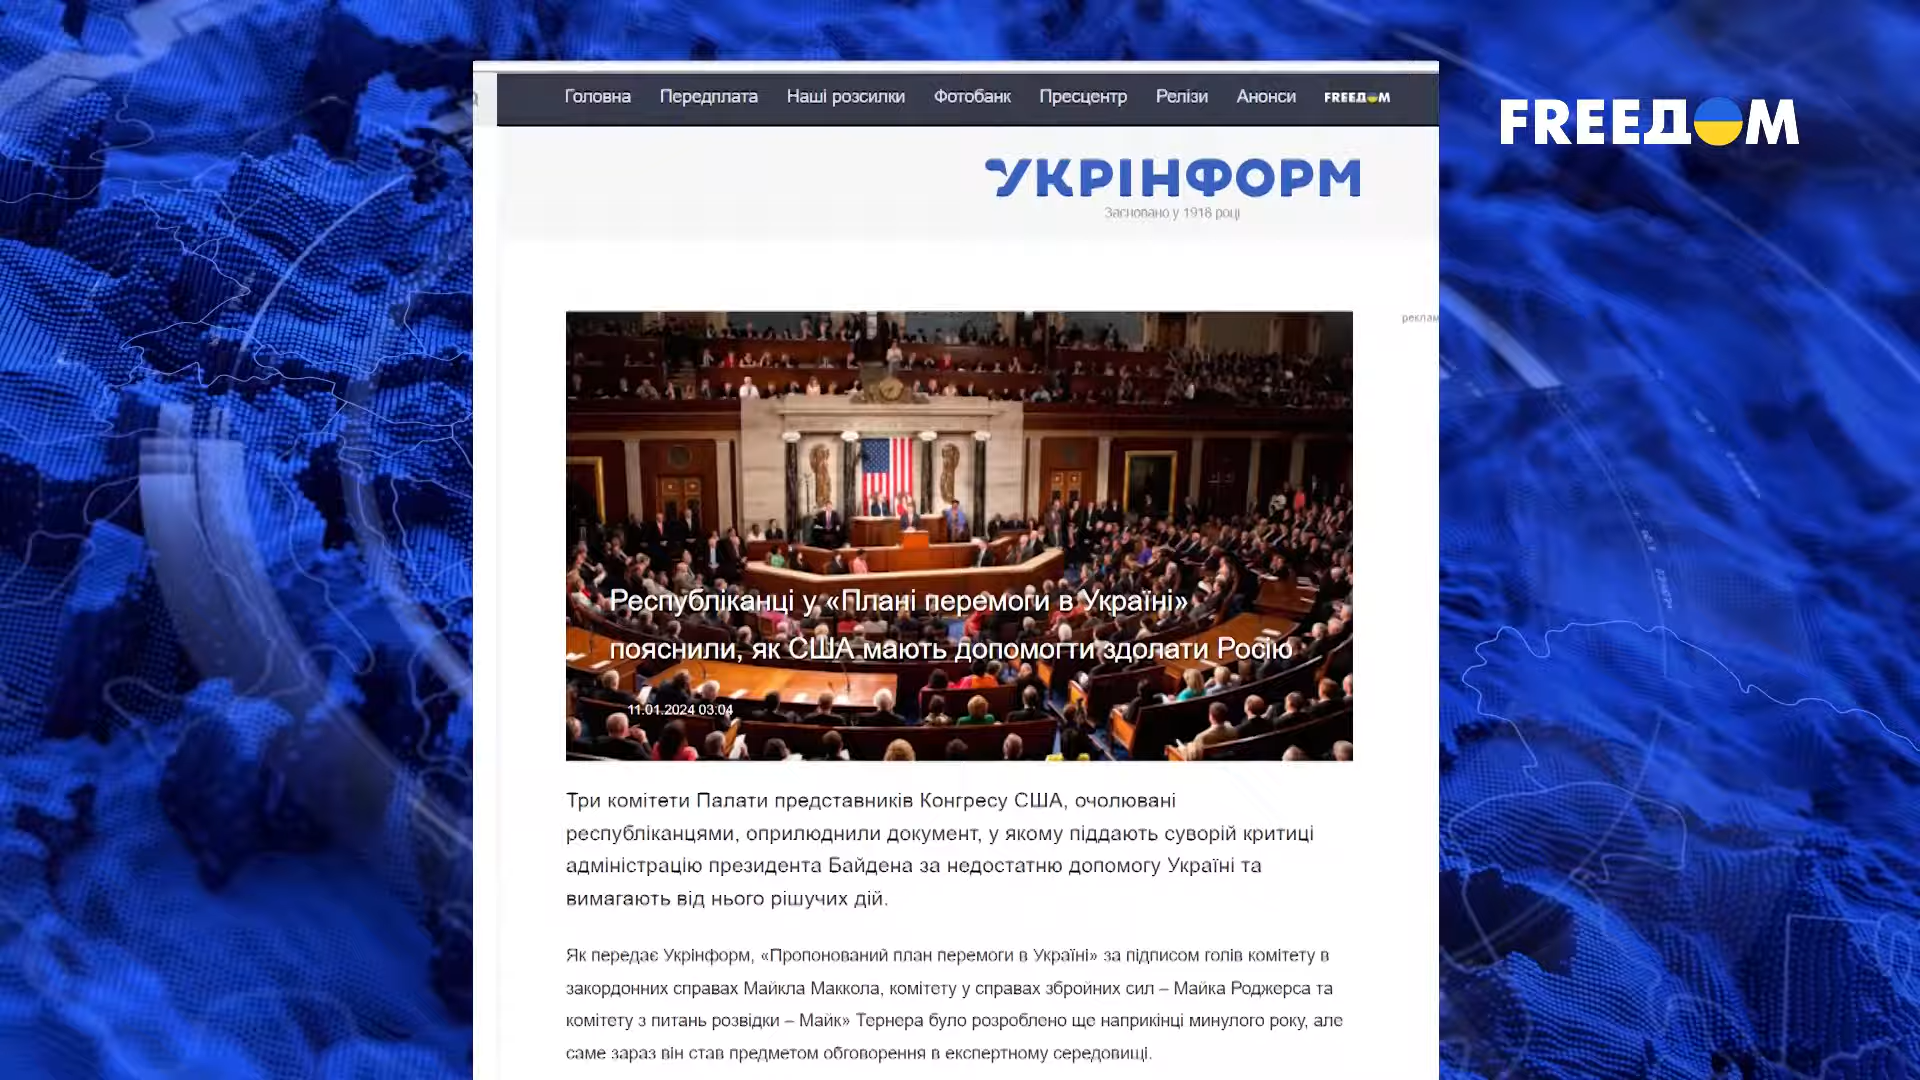 Головна Передплата Наші розсилки Фотобанк Пресцентр Релізи Анонси FREEДOM
FREEДOM
УКРІНФОРМ
Засновано у 1918 році
реклам
Республіканці у «Плані перемоги в Україні»
пояснили, як США мають допомогти здолати Росію
11.01.2024 03:04
Три комітети Палати представників Конгресу США, очолювані
республіканцями, оприлюднили документ, у якому піддають суворій критиці
адміністрацію президента Байдена за недостатню допомогу Україні та
вимагають від нього рішучих дій.
Як передає Укрінформ, «Пропонований план перемоги в Україні» за підписом голів комітету в
закордонних справах Майкла Маккола, комітету у справах збройних сил – Майка Роджерса та
комітету з питань розвідки – Майк» Тернера було розроблено ще наприкінці минулого року, але
саме зараз він став предметом обговорення в експертному середовищі.